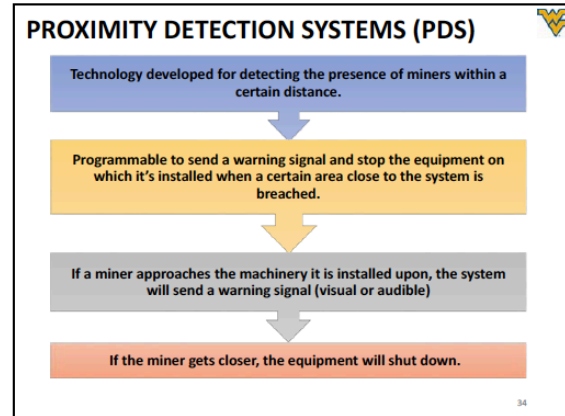 PROXIMITY DETECTION SYSTEMS (PDS)
WV
Technology developed for detecting the presence of miners within a
certain distance.
Programmable to send a warning signal and stop the equipment on
which it's installed when a certain area close to the system is
breached.
If a miner approaches the machinery it is installed upon, the system
will send a warning signal (visual or audible)
If the miner gets closer, the equipment will shut down.
34